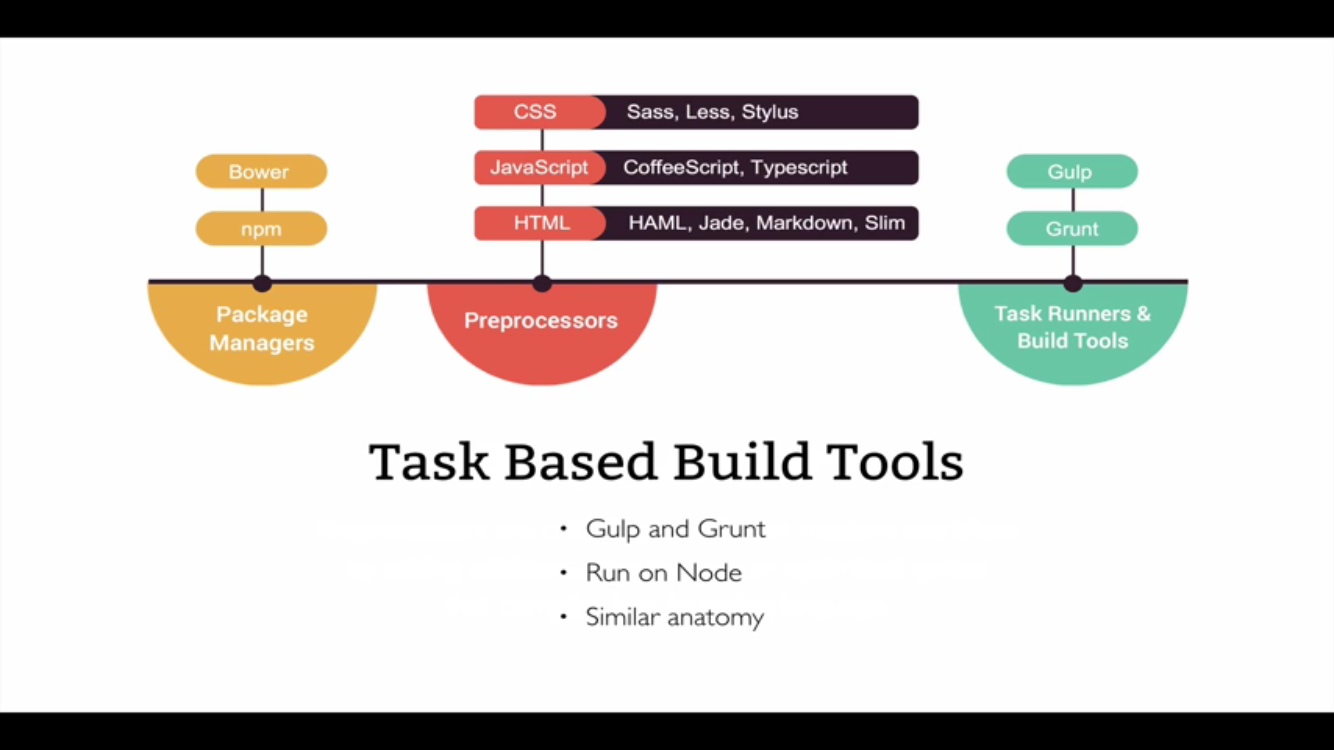 CSS Sass, Less, Stylus
JavaScript CoffeeScript, Typescript
HTML HAML, Jade, Markdown, Slim
Bower
npm
Gulp
Grunt
Package
Managers
Preprocessors
Task Runners &
Build Tools
Task Based Build Tools
• Gulp and Grunt
• Run on Node
• Similar anatomy